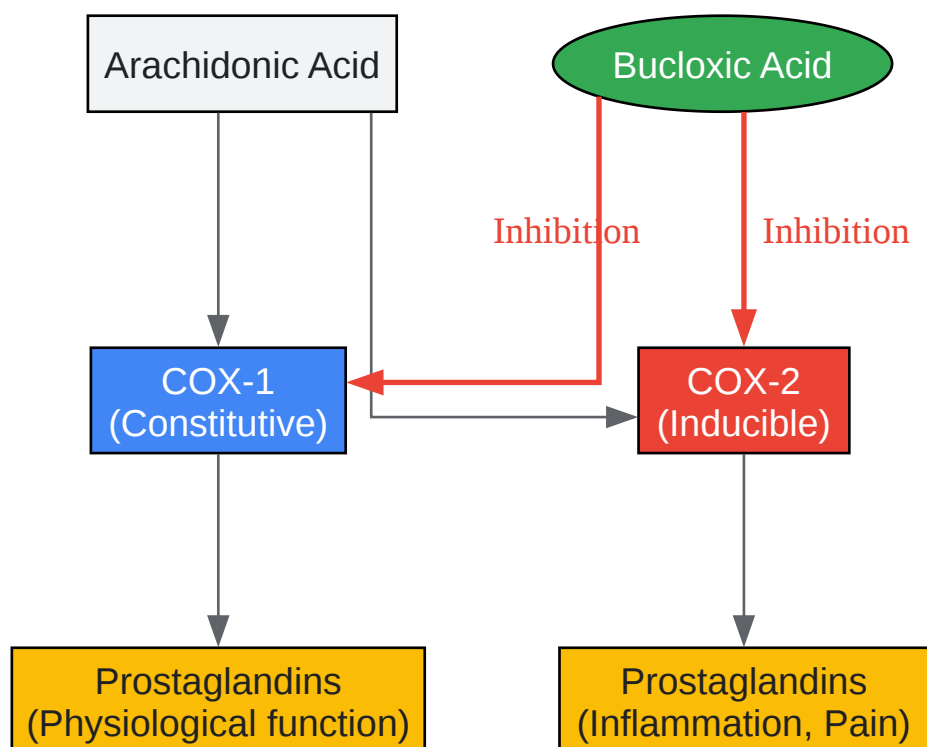 Arachidonic Acid
Bucloxic Acid
Inhibition
Inhibition
COX-1
(Constitutive)
COX-2
(Inducible)
Prostaglandins
(Physiological function)
Prostaglandins
(Inflammation, Pain)